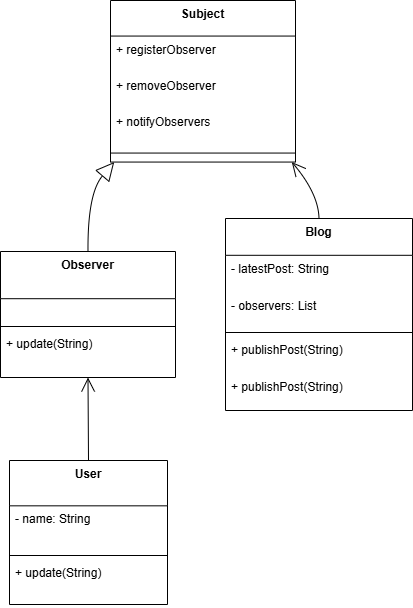 Subject
+ registerObserver
+ removeObserver
+ notifyObservers
Observer
+ update(String)
Blog
- latestPost: String
- observers: List
+ publishPost(String)
+ publishPost(String)
User
- name: String
+ update(String)